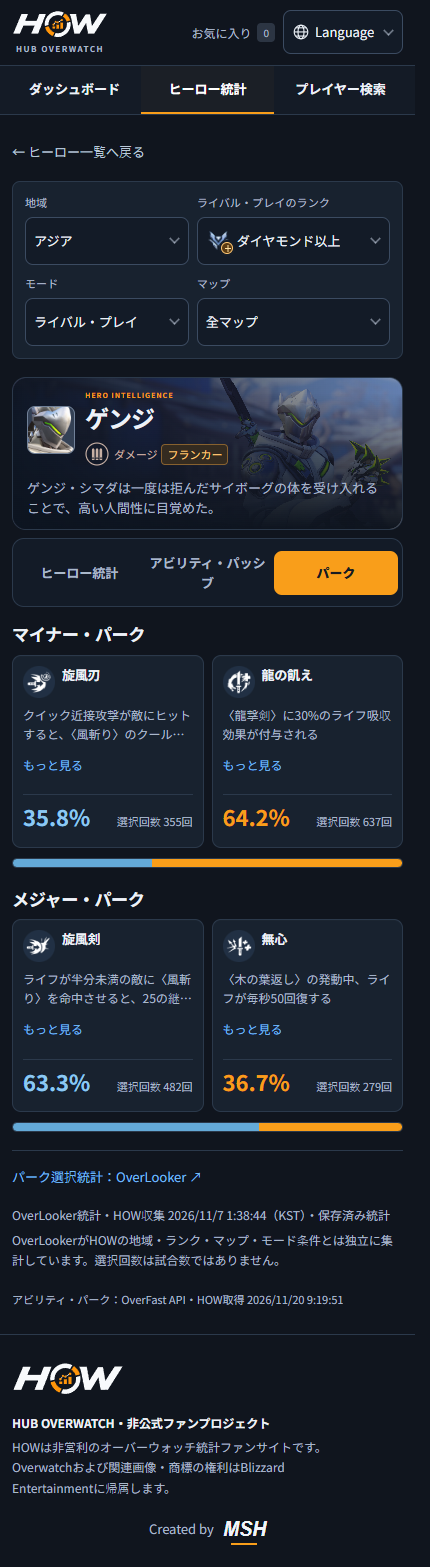 HOW
HUB OVERWATCH
お気に入り 0
Language
ダッシュボード ヒーロー統計 プレイヤー検索
← ヒーロー一覧へ戻る
地域 ライバル・プレイのランク
アジア ダイヤモンド以上
モード マップ
ライバル・プレイ 全マップ
HERO INTELLIGENCE
ゲンジ
ダメージ フランカー
ゲンジ・シマダは一度は拒んだサイボーグの体を受け入れる
ことで、高い人間性に目覚めた。
ヒーロー統計
アビリティ・パッシ
ブ
パーク
マイナー・パーク
旋風刃
クイック近接攻撃が敵にヒット
すると、〈風斬り〉のクール…
もっと見る
35.8% 選択回数 355回
龍の飢え
〈龍撃剣〉に30%のライフ吸収
効果が付与される
もっと見る
64.2% 選択回数 637回
メジャー・パーク
旋風剣
ライフが半分未満の敵に〈風斬
り〉を命中させると、25の継…
もっと見る
63.3% 選択回数 482回
無心
〈木の葉返し〉の発動中、ライ
フが毎秒50回復する
もっと見る
36.7% 選択回数 279回
パーク選択統計：OverLooker ↗
OverLooker統計・HOW収集 2026/11/7 1:38:44（KST）・保存済み統計
OverLookerがHOWの地域・ランク・マップ・モード条件とは独立に集
計しています。選択回数は試合数ではありません。
アビリティ・パーク：OverFast API・HOW取得 2026/11/20 9:19:51
HOW
HUB OVERWATCH・非公式ファンプロジェクト
HOWは非営利のオーバーウォッチ統計ファンサイトです。
Overwatchおよび関連画像・商標の権利はBlizzard
Entertainmentに帰属します。
Created by MSH